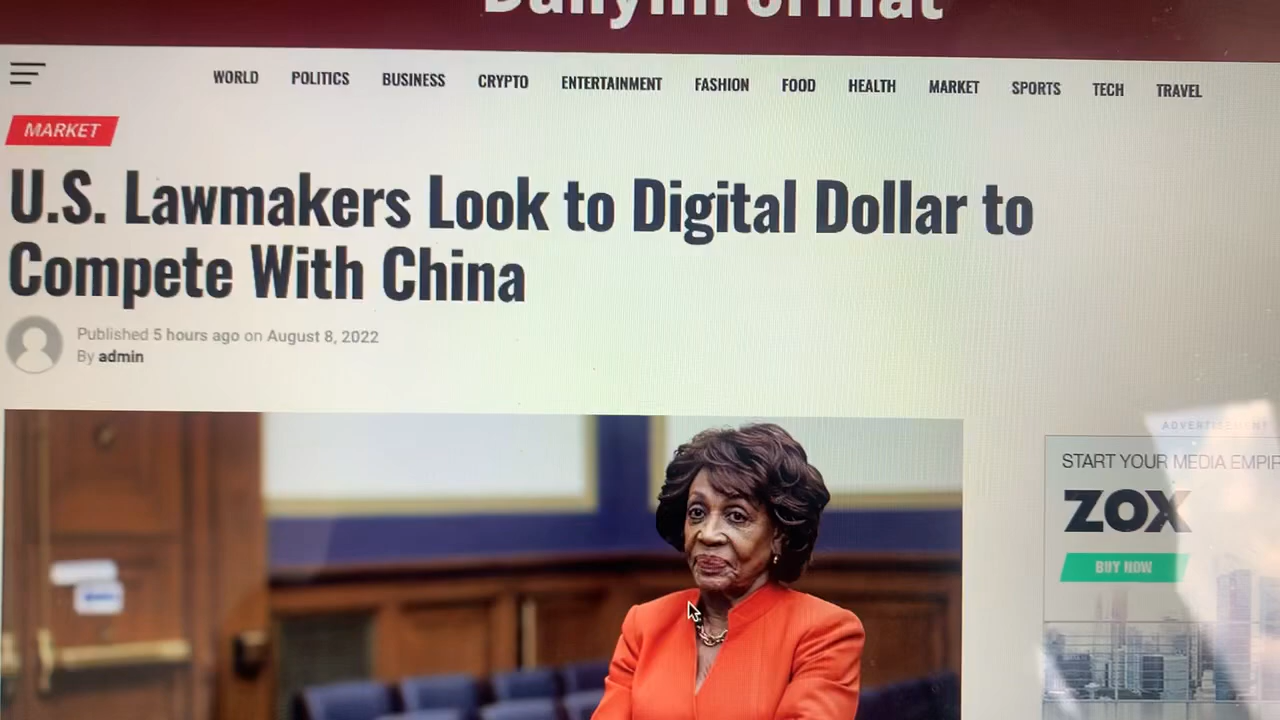 WORLD POLITICS BUSINESS CRYPTO ENTERTAINMENT FASHION FOOD HEALTH MARKET SPORTS TECH TRAVEL
MARKET
U.S. Lawmakers Look to Digital Dollar to
Compete With China
Published 5 hours ago on August 8, 2022
By admin
ADVERTISEMENT
START YOUR MEDIA EMPIR
ZOX
BUY NOW